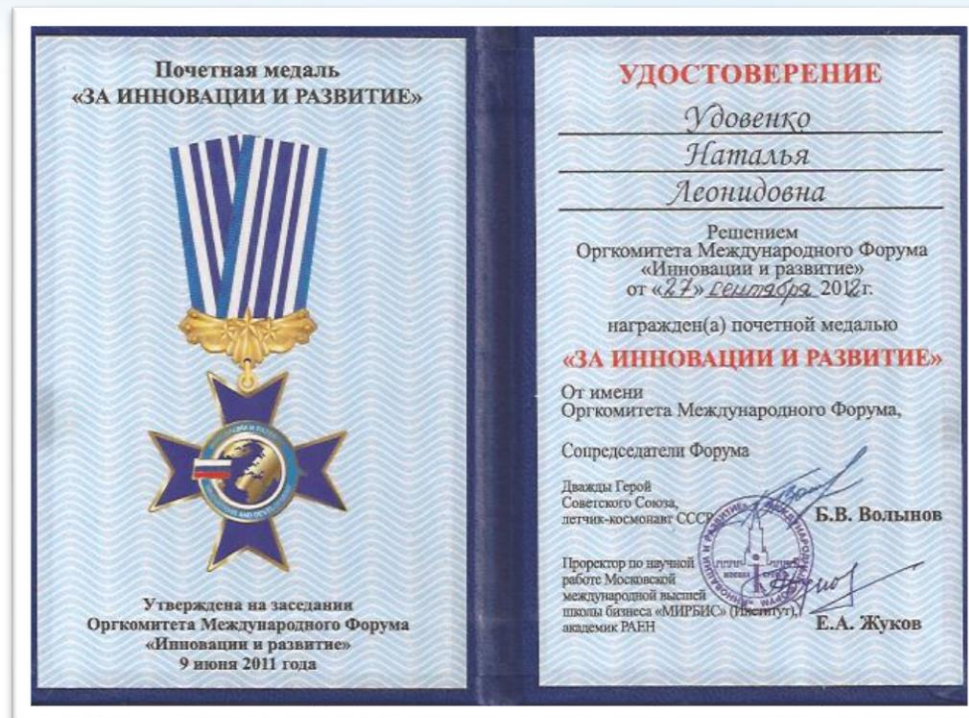 Почетная медаль
«ЗА ИННОВАЦИИ И РАЗВИТИЕ»
AND
Утверждена на заседании
Оргкомитета Международного Форума
«Инновации и развитие»
9 июня 2011 года
УДОСТОВЕРЕНИЕ
Удовенко
Наталья
Леонидовна
Решением
Оргкомитета Международного Форума
«Инновации и развитие»
от «27» сентября 2012г.
награжден(а) почетной медалью
«ЗА ИННОВАЦИИ И РАЗВИТИЕ»
От имени
Оргкомитета Международного Форума,
Сопредседатели Форума
Дважды Герой
Советского Союза,
летчик-космонавт СССР
Б.В. Волынов
Проректор по научной
работе Московской
международной высшей
школы бизнеса «МИРБИС» (Институт),
академик РАЕН
Е.А. Жуков